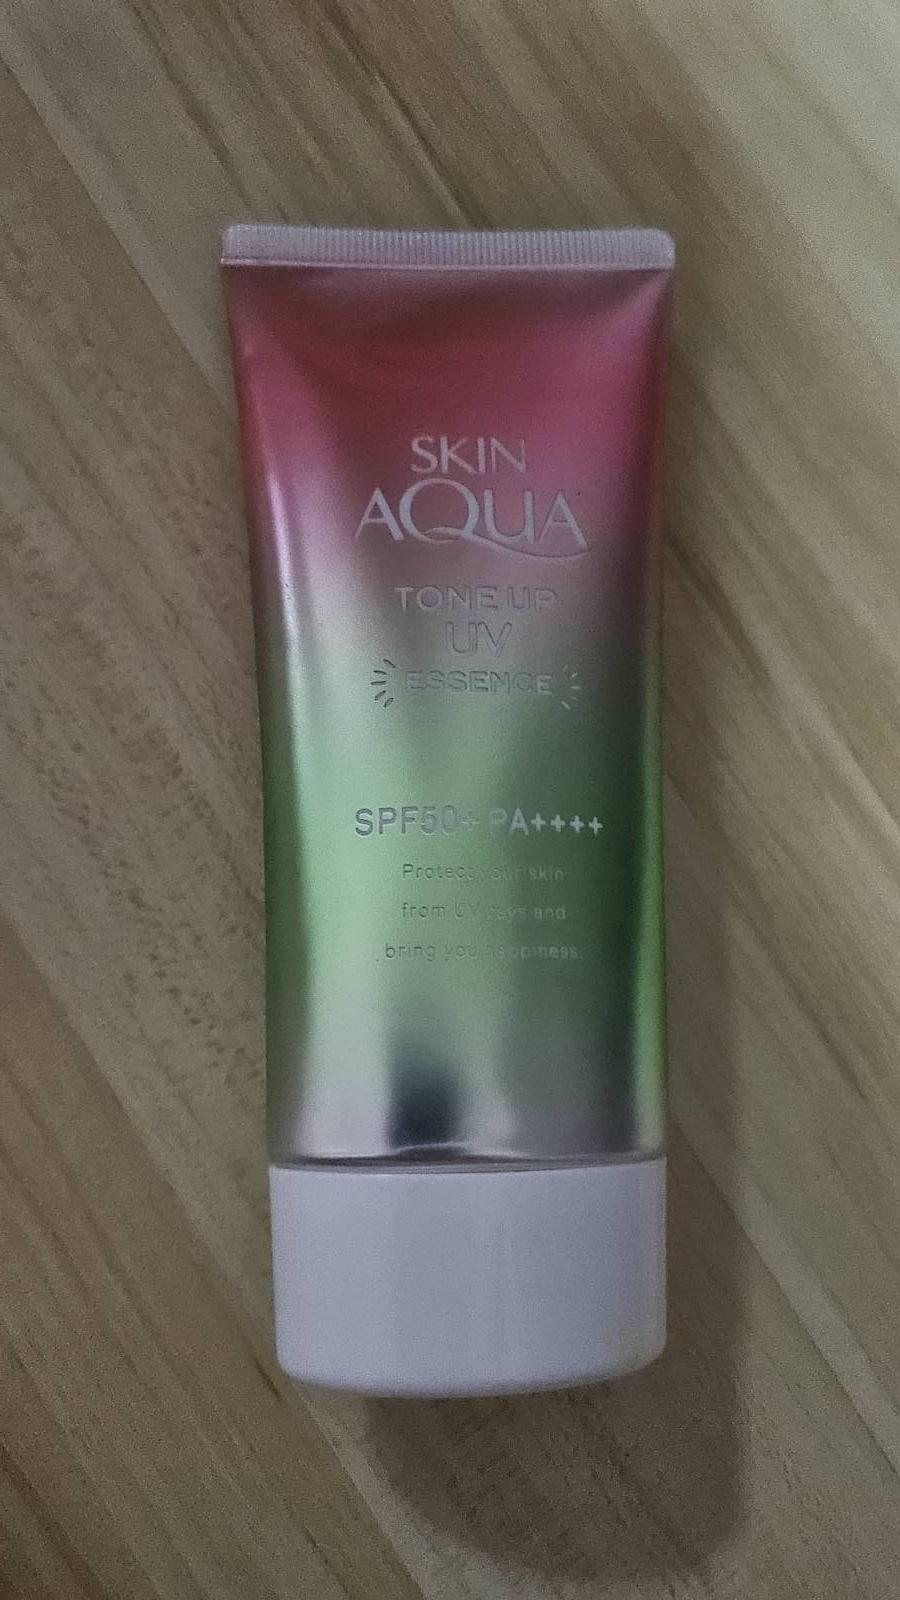 SKIN
AQUA
TONE UP
UV
ESSENCE
SPF50+ PA++++
Protect your skin
from UV rays and
bring you happiness.